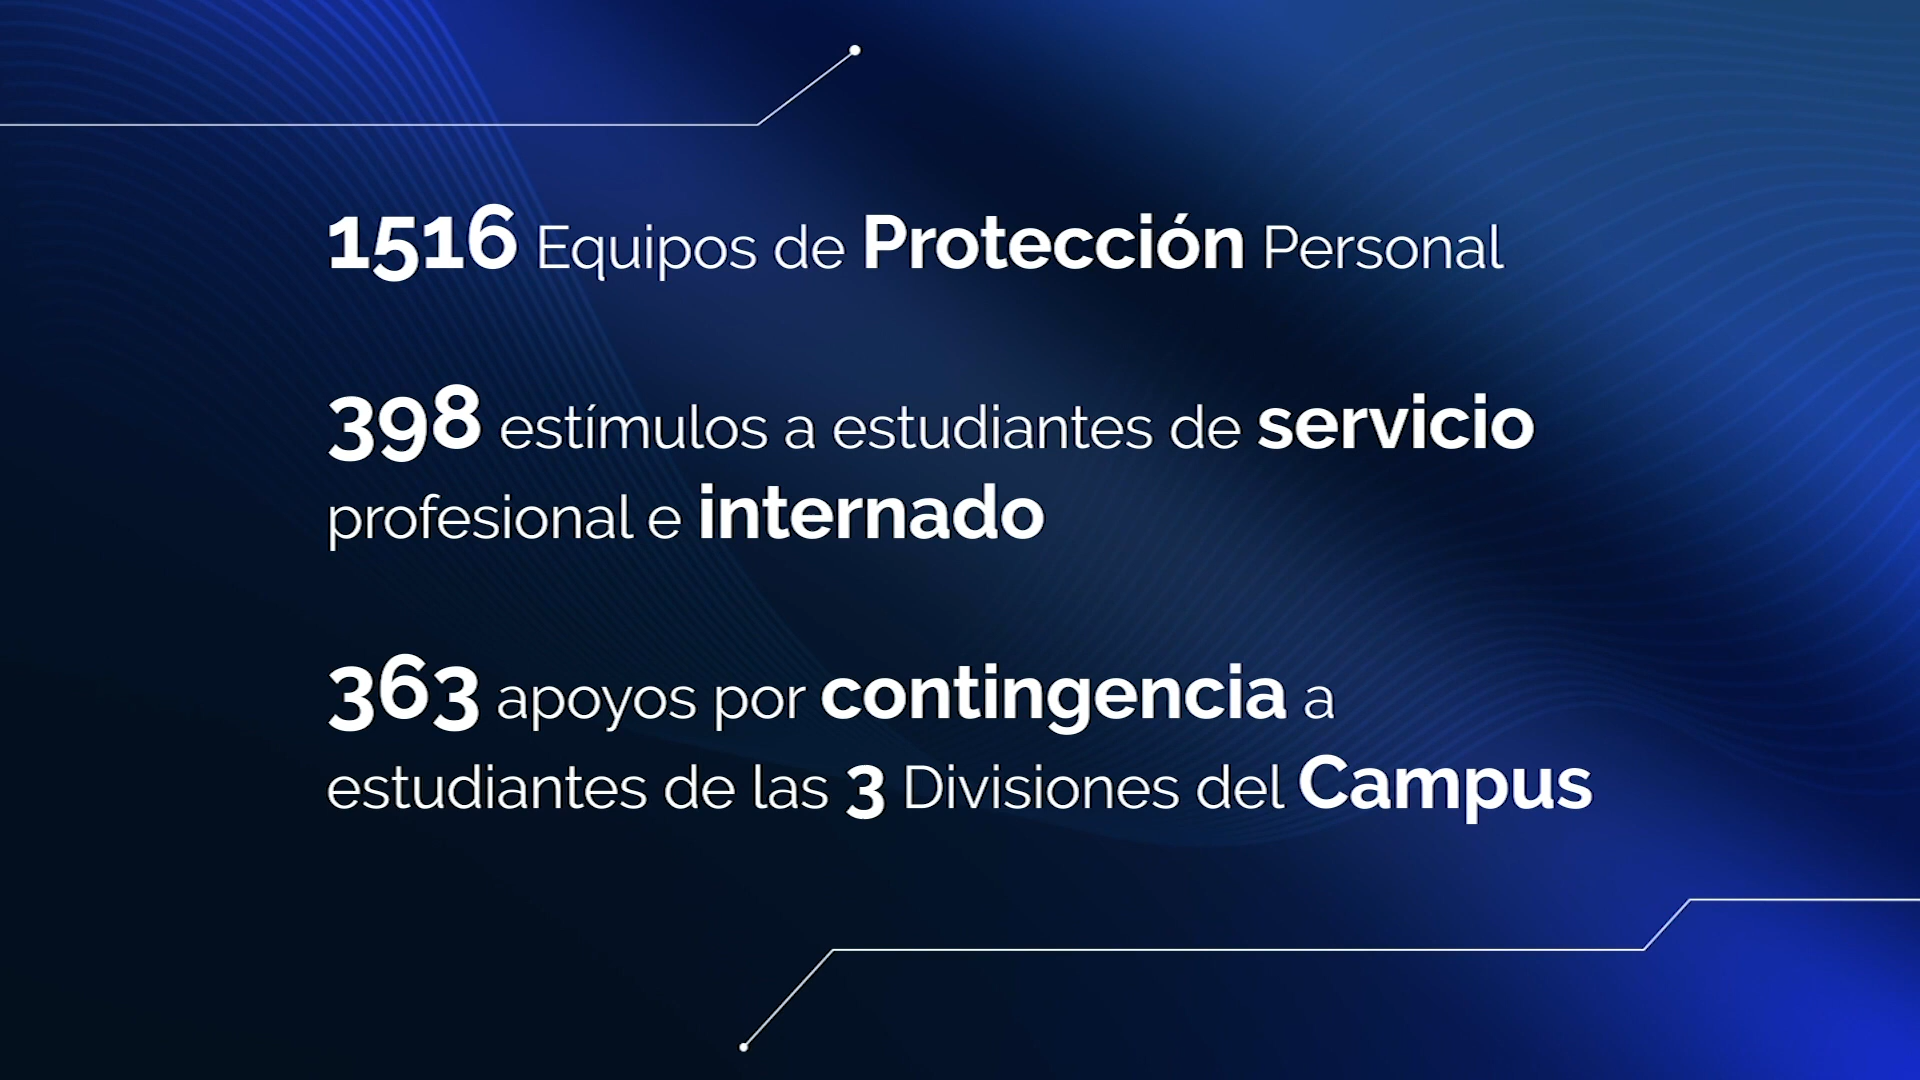 1516 Equipos de Protección Personal
398 estímulos a estudiantes de servicio
profesional e internado
363 apoyos por contingencia a
estudiantes de las 3 Divisiones del Campus